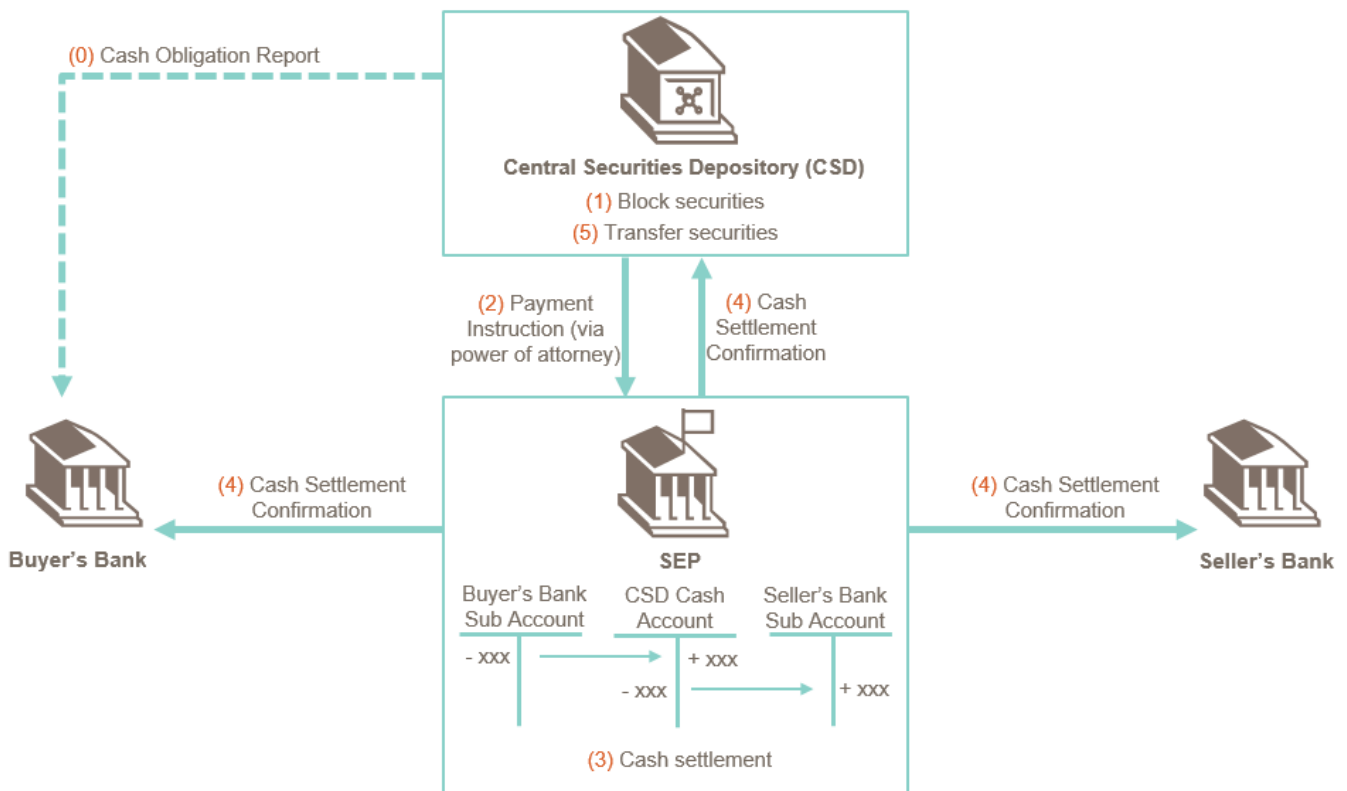 (0) Cash Obligation Report
Central Securities Depository (CSD)
(1) Block securities
(5) Transfer securities
(2) Payment
Instruction (via
power of attorney)
(4) Cash
Settlement
Confirmation
(4) Cash Settlement
Confirmation
Buyer’s Bank
(4) Cash Settlement
Confirmation
Seller’s Bank
SEP
Buyer’s Bank
Sub Account
CSD Cash
Account
Seller’s Bank
Sub Account
- xxx
+ xxx
- xxx
+ xxx
(3) Cash settlement